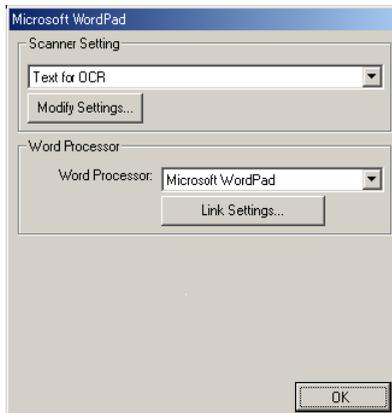 Microsoft WordPad
Scanner Setting
Text for OCR
Modify Settings...
Word Processor
Word Processor: Microsoft WordPad
Link Settings...
OK